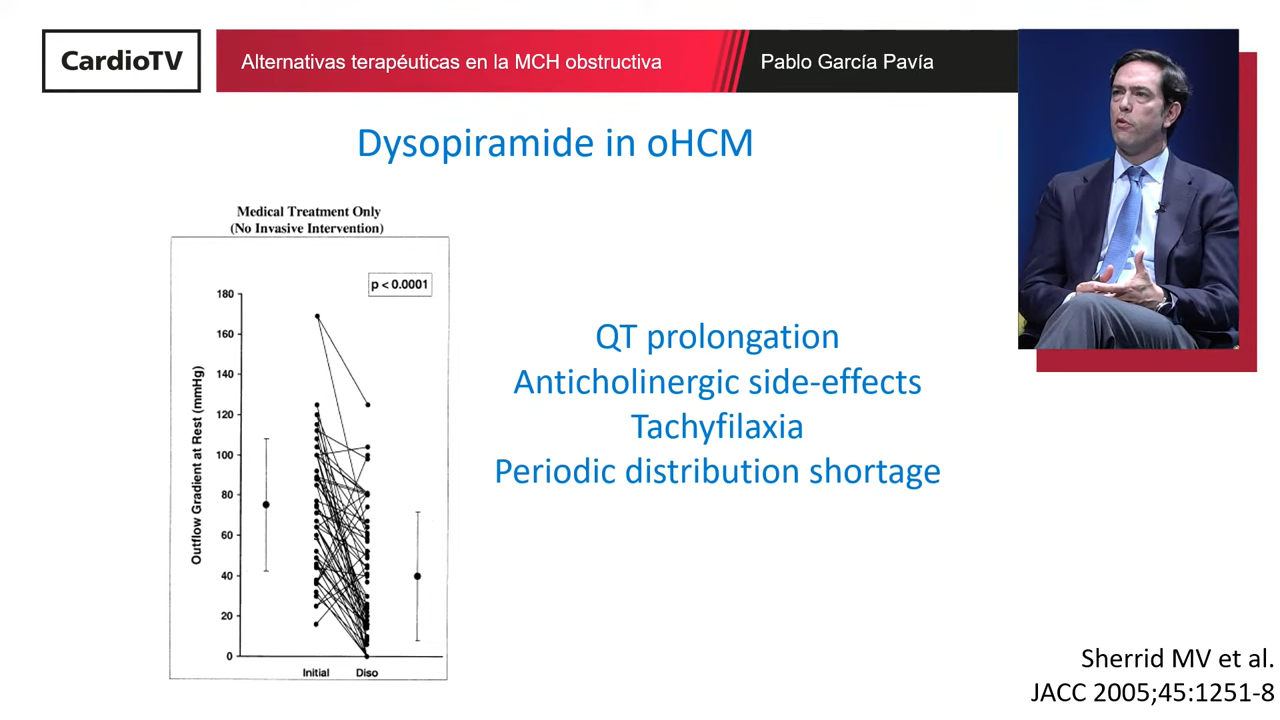 CardioTV
Alternativas terapéuticas en la MCH obstructiva
Pablo García Pavía
Dysopiramide in oHCM
Medical Treatment Only
(No Invasive Intervention)
p < 0.0001
180
160
140
120
100
80
60
40
20
0
Outflow Gradient at Rest (mmHg)
Initial
Diso
QT prolongation
Anticholinergic side-effects
Tachyfilaxia
Periodic distribution shortage
Sherrid MV et al.
JACC 2005;45:1251-8